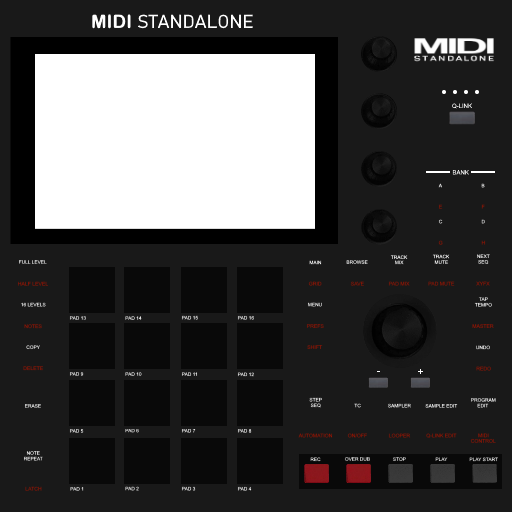 MIDI STANDALONE
MIDI
STANDALONE
Q-LINK
BANK
A B
E F
C D
G H
FULL LEVEL
HALF LEVEL
16 LEVELS
MUTES
COPY
DELETE
ERASE
NOTE
REPEAT
LATCH
PAD 13 PAD 14 PAD 15 PAD 16
PAD 9 PAD 10 PAD 11 PAD 12
PAD 5 PAD 6 PAD 7 PAD 8
PAD 1 PAD 2 PAD 3 PAD 4
MAIN BROWSE TRACK
MIX
TRACK
MUTE
NEXT
SEQ
SAVE PAD MIX PAD MUTE
MENU
SHIFT
TAP
TEMPO
MASTER
UNDO
REDO
- +
STEP
SEQ
TC SAMPLER SAMPLE EDIT PROGRAM
EDIT
AUTOMATION ON/OFF LOOPER Q-LINK EDIT MIDI
CONTROL
REC OVER DUB STOP PLAY PLAY START